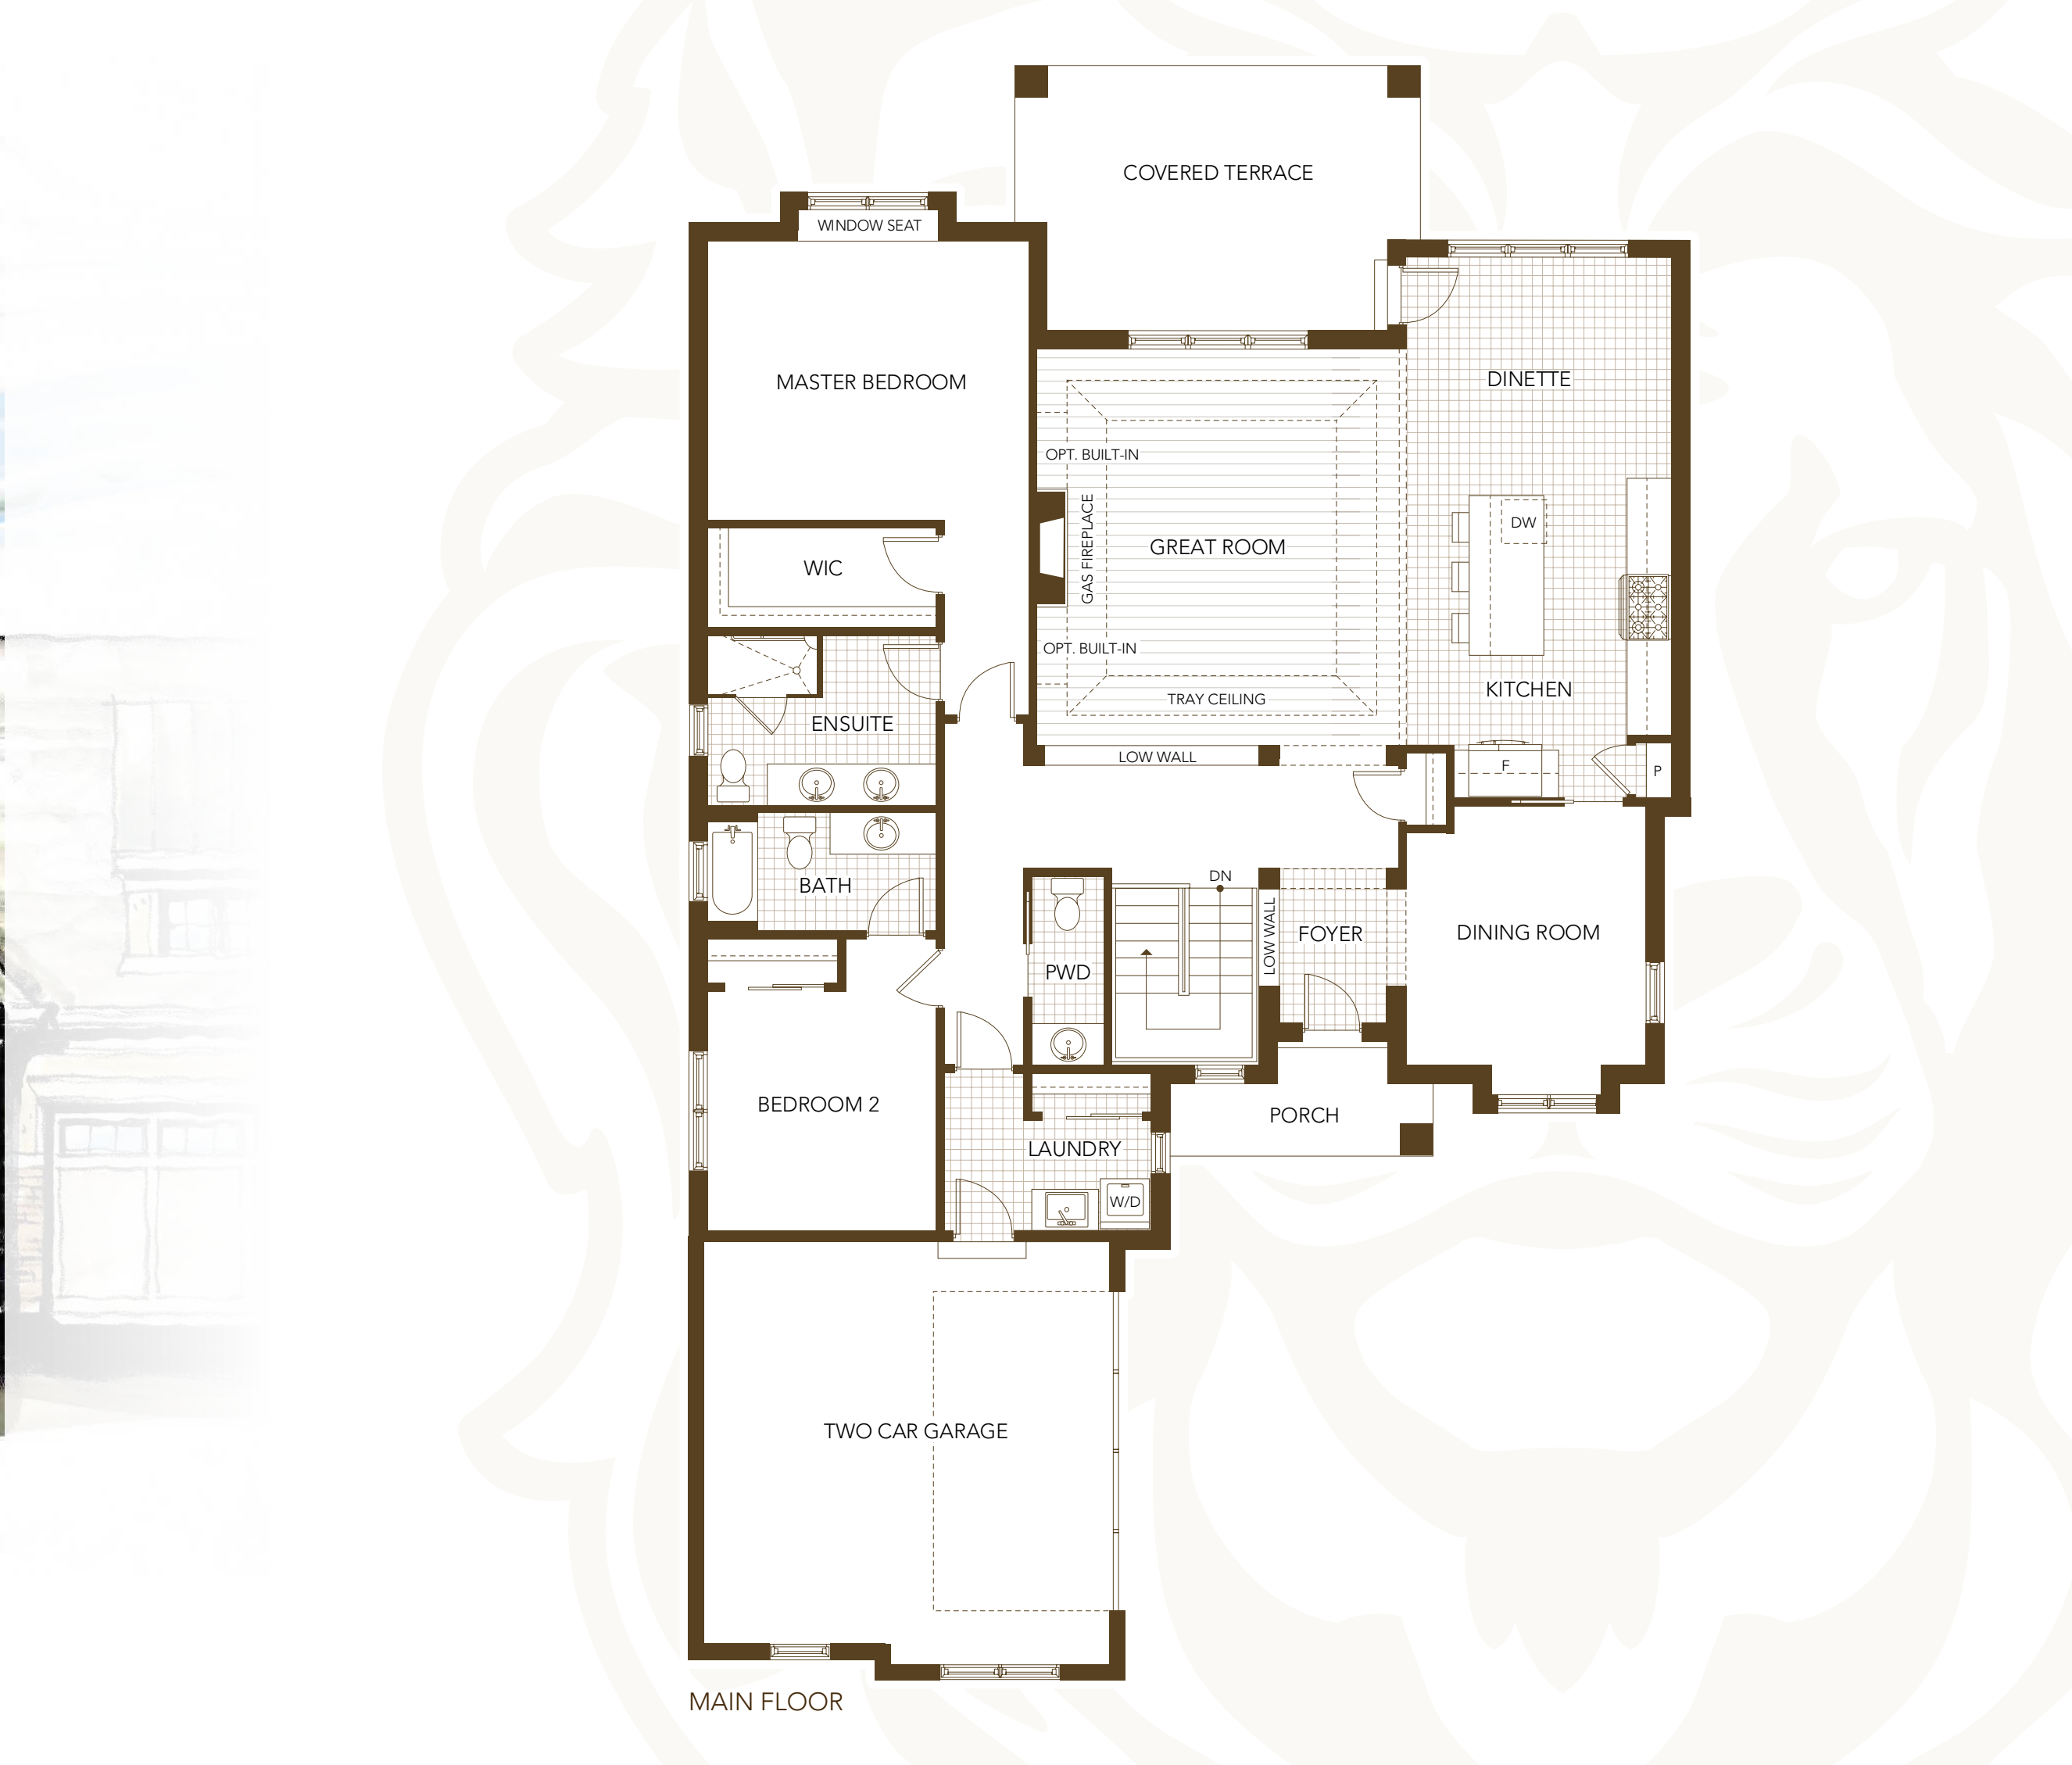 COVERED TERRACE
WINDOW SEAT
MASTER BEDROOM
DINETTE
OPT. BUILT-IN
GAS FIREPLACE
GREAT ROOM
DW
WIC
OPT. BUILT-IN
TRAY CEILING
KITCHEN
ENSUITE
LOW WALL
F
P
BATH
DN
LOW WALL
FOYER
DINING ROOM
PWD
BEDROOM 2
PORCH
LAUNDRY
W/D
TWO CAR GARAGE
MAIN FLOOR